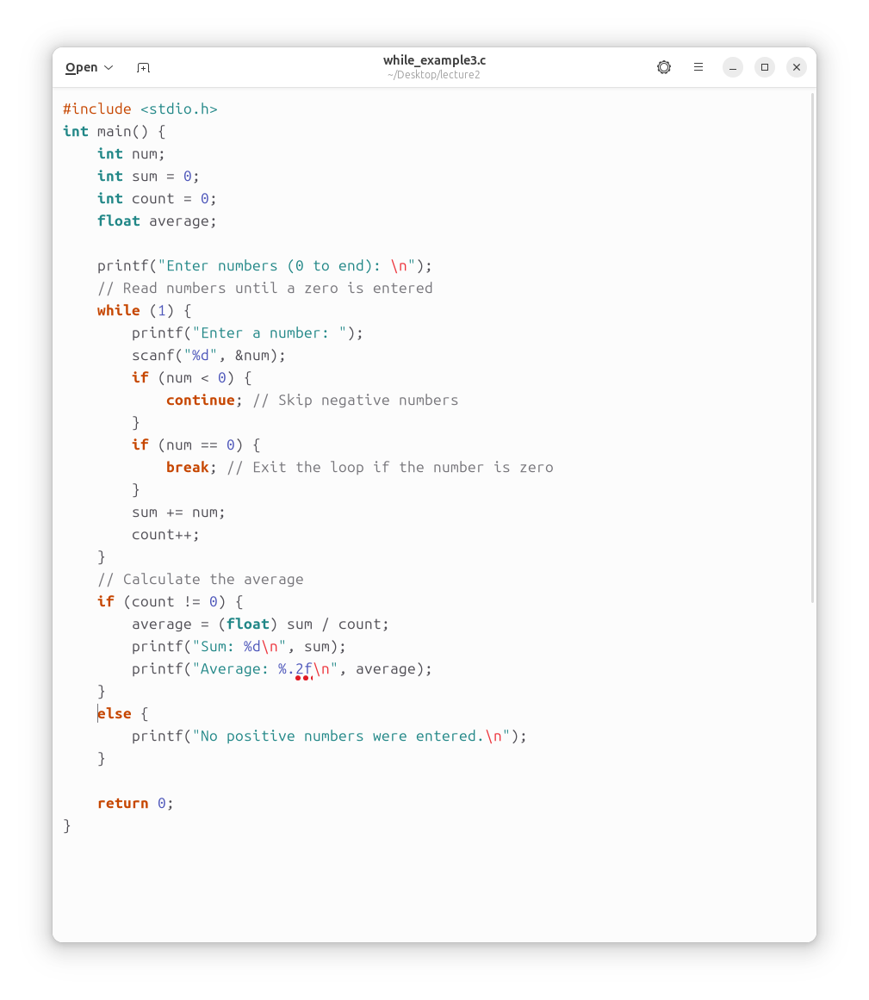 Open
while_example3.c
~/Desktop/lecture2
#include <stdio.h>
int main() {
    int num;
    int sum = 0;
    int count = 0;
    float average;

    printf("Enter numbers (0 to end): \n");
    // Read numbers until a zero is entered
    while (1) {
        printf("Enter a number: ");
        scanf("%d", &num);
        if (num < 0) {
            continue; // Skip negative numbers
        }
        if (num == 0) {
            break; // Exit the loop if the number is zero
        }
        sum += num;
        count++;
    }
    // Calculate the average
    if (count != 0) {
        average = (float) sum / count;
        printf("Sum: %d\n", sum);
        printf("Average: %.2f\n", average);
    }
    else {
        printf("No positive numbers were entered.\n");
    }

    return 0;
}